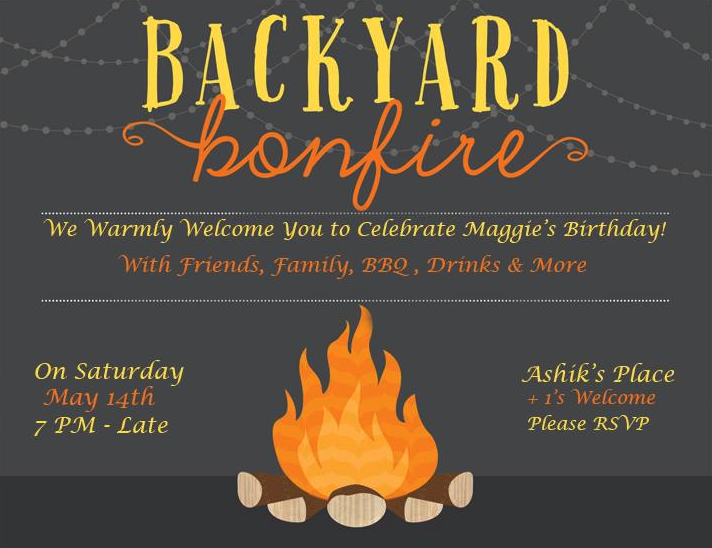 BACKYARD
bonfire
We Warmly Welcome You to Celebrate Maggie's Birthday!
With Friends, Family, BBQ , Drinks & More
On Saturday
May 14th
7 PM - Late
Ashik's Place
+ 1's Welcome
Please RSVP